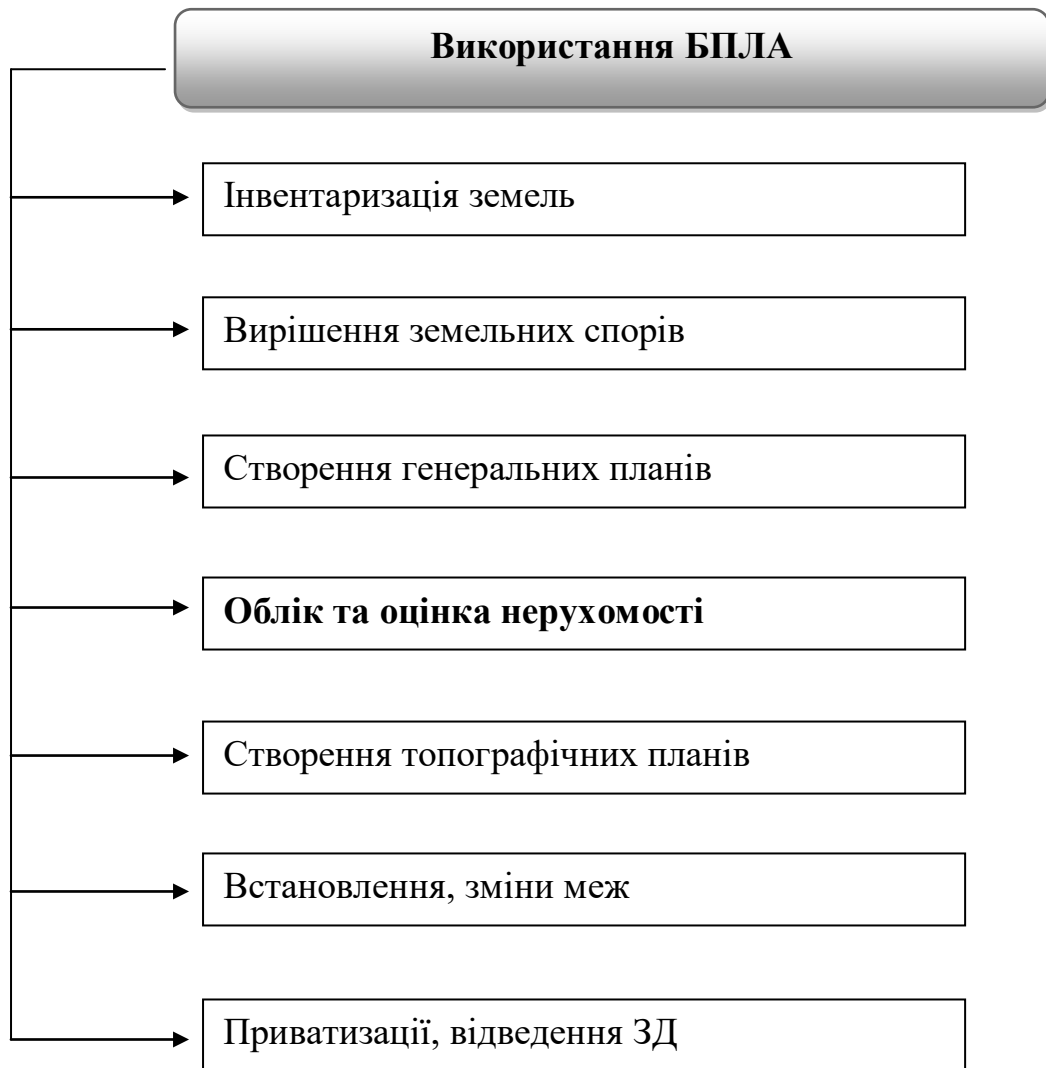 Використання БПЛА
Інвентаризація земель
Вирішення земельних спорів
Створення генеральних планів
Облік та оцінка нерухомості
Створення топографічних планів
Встановлення, зміни меж
Приватизації, відведення ЗД